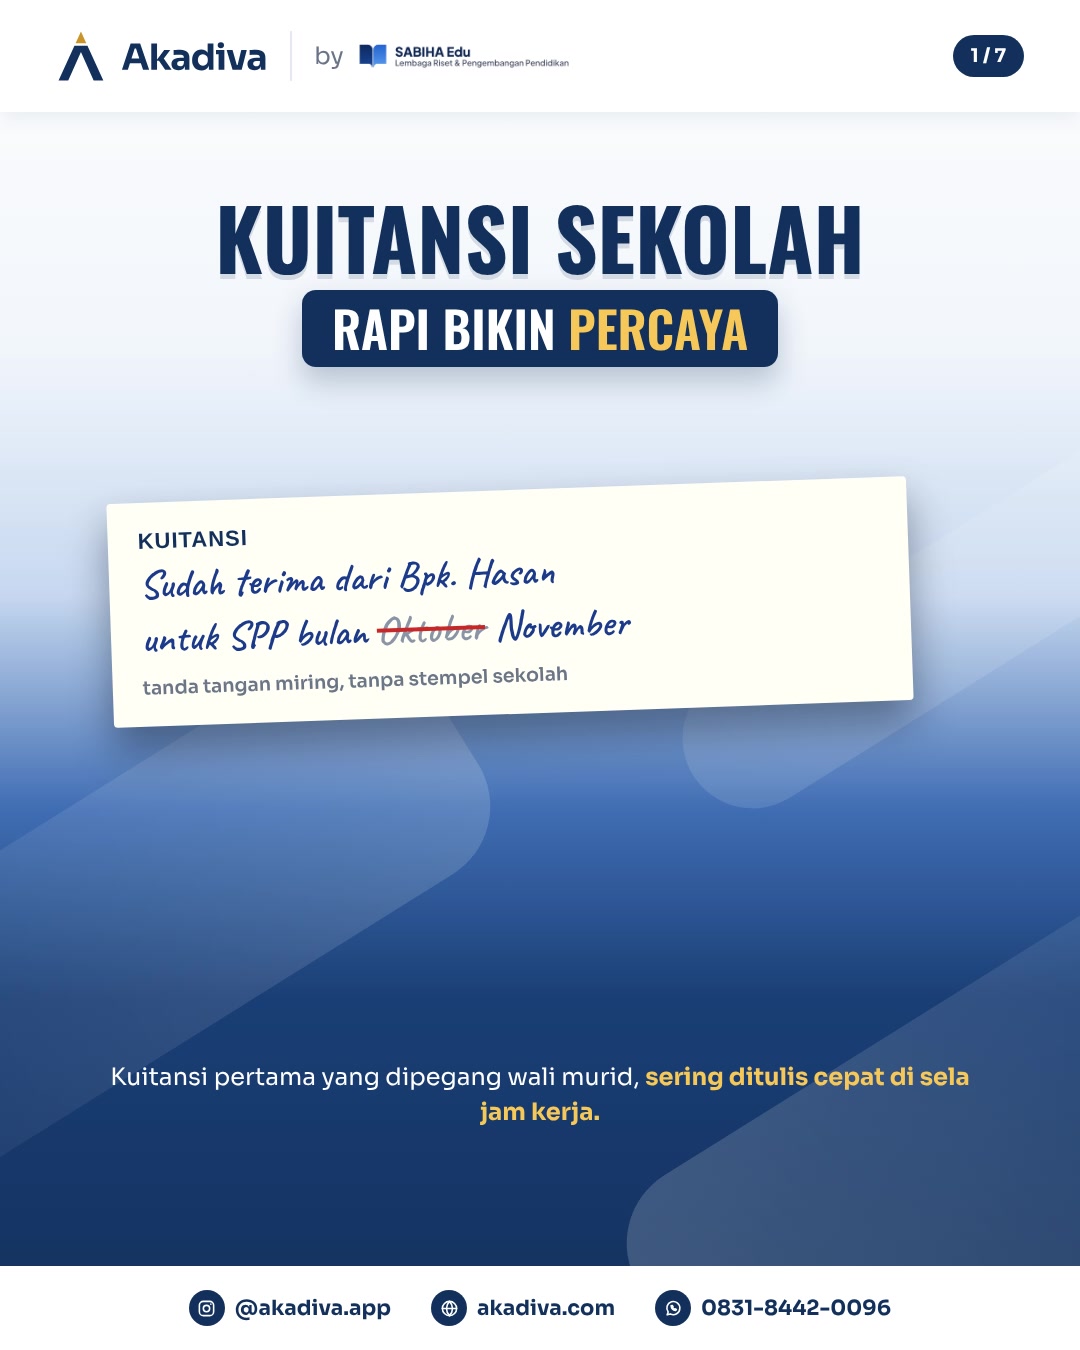 Akadiva
by
SABIHA Edu
Lembaga Riset & Pengembangan Pendidikan
1 / 7
KUITANSI SEKOLAH
RAPI BIKIN PERCAYA
KUITANSI
Sudah terima dari Bpk. Hasan
untuk SPP bulan Oktober November
tanda tangan miring, tanpa stempel sekolah
Kuitansi pertama yang dipegang wali murid, sering ditulis cepat di sela
jam kerja.
@akadiva.app
akadiva.com
0831-8442-0096